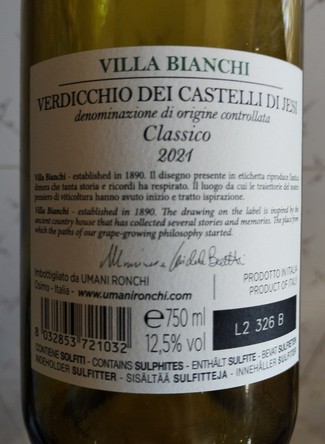 VILLA BIANCHI
VERDICCHIO DEI CASTELLI DI JESI
denominazione di origine controllata
Classico
2021
Villa Bianchi - established in 1890. Il disegno presente in etichetta riproduce l'antica
dimora che tanta storia e ricordi ha respirato. Il luogo da cui le traiettorie del nostro
pensiero di viticoltura hanno avuto inizio e tratto ispirazione.
Villa Bianchi - established in 1890. The drawing on the label is inspired by the
ancient country house that has collected several stories and memories. The place from
which the paths of our grape-growing philosophy started.
Imbottigliato da UMANI RONCHI
Osimo - Italia - www.umanironchi.com
PRODOTTO IN ITALIA
PRODUCT OF ITALY
8 032853 721032
e 750 ml
12,5% vol
L2 326 B
CONTIENE SOLFITI - CONTAINS SULPHITES - ENTHÄLT SULFITE - BEVAT SULFIETEN
INDEHOLDER SULFITTER - SISÄLTÄÄ SULFITTEJA - INNEHÅLLER SULFITER